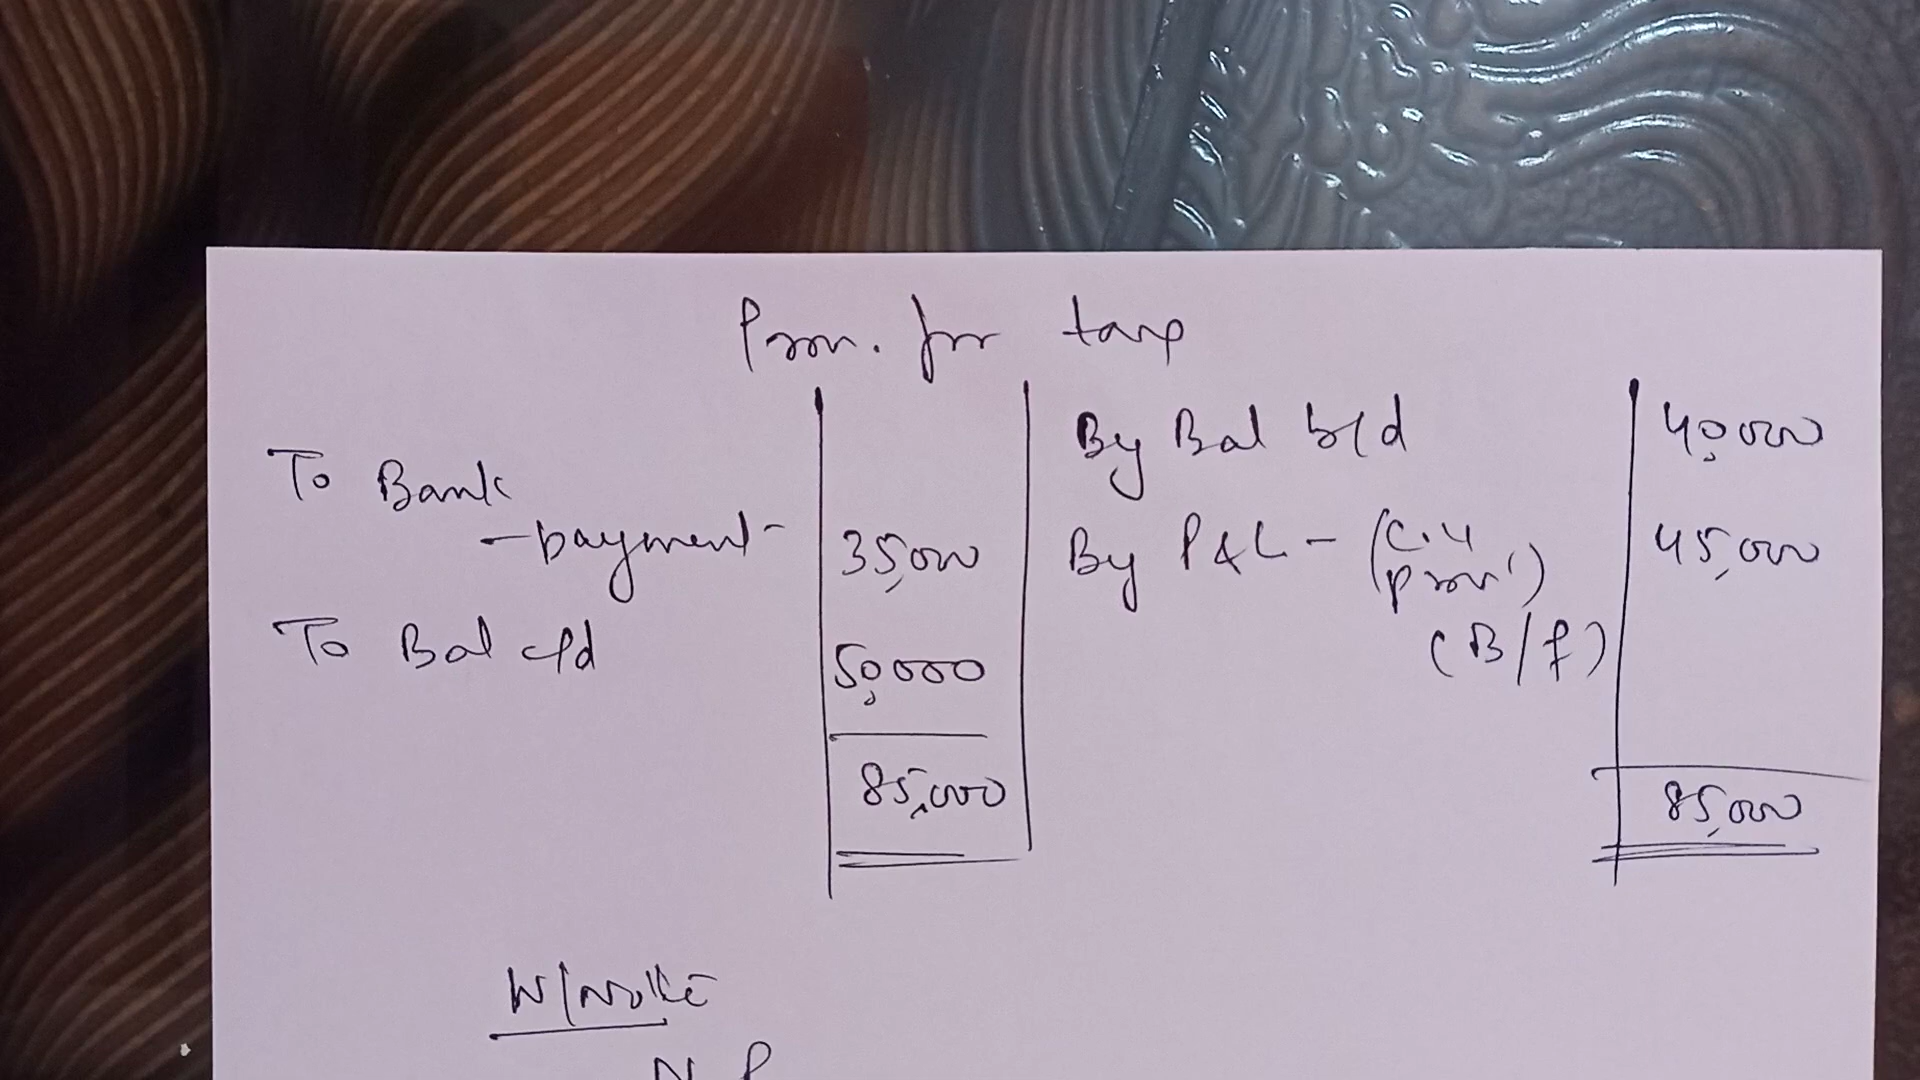 Prov. for tax
To Bank
- payment - 35,000
To Bal c/d 50,000
85,000
By Bal b/d 40,000
By P&L - (C.Y 45,000
Prov')
(B/f)
85,000
W/Note
N.P